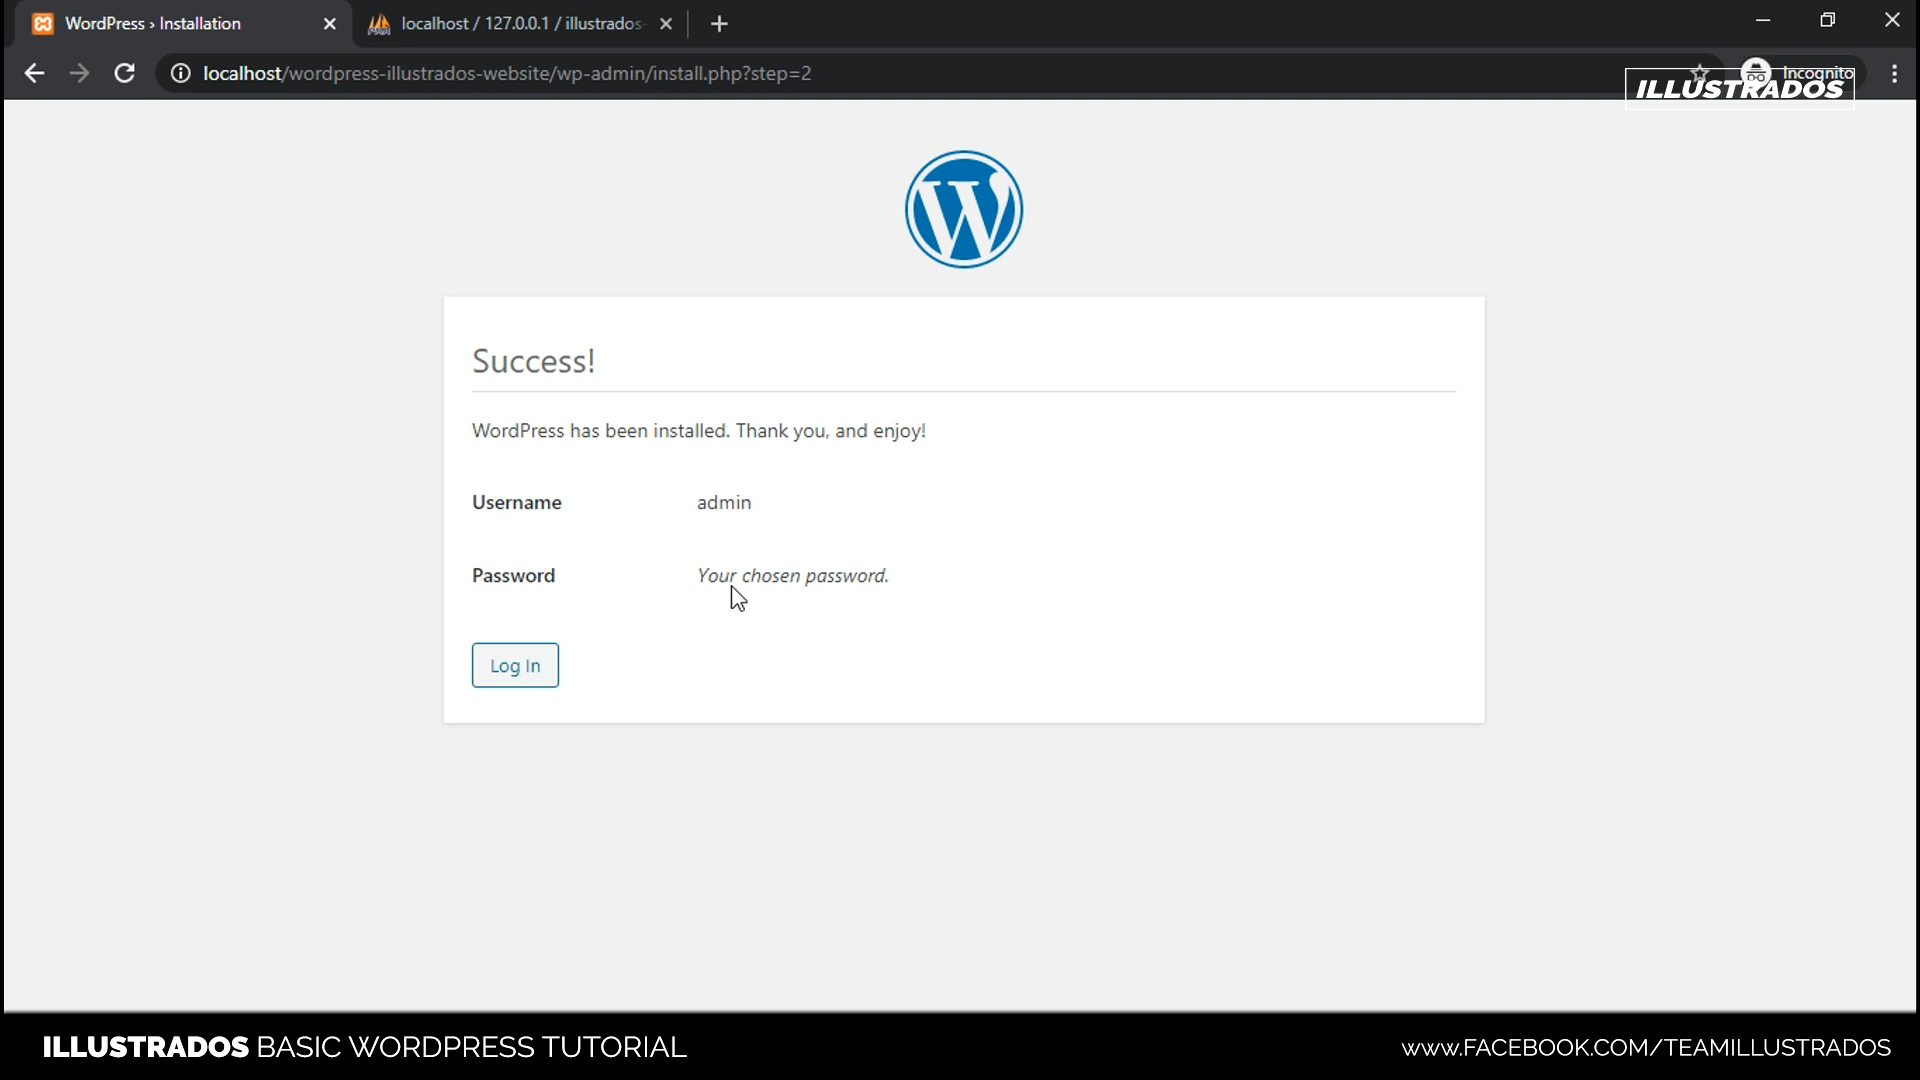 WordPress › Installation
localhost / 127.0.0.1 / illustrados-
localhost/wordpress-illustrados-website/wp-admin/install.php?step=2
Incognito
ILLUSTRADOS
Success!
WordPress has been installed. Thank you, and enjoy!
Username admin
Password Your chosen password.
Log In
ILLUSTRADOS BASIC WORDPRESS TUTORIAL
WWW.FACEBOOK.COM/TEAMILLUSTRADOS